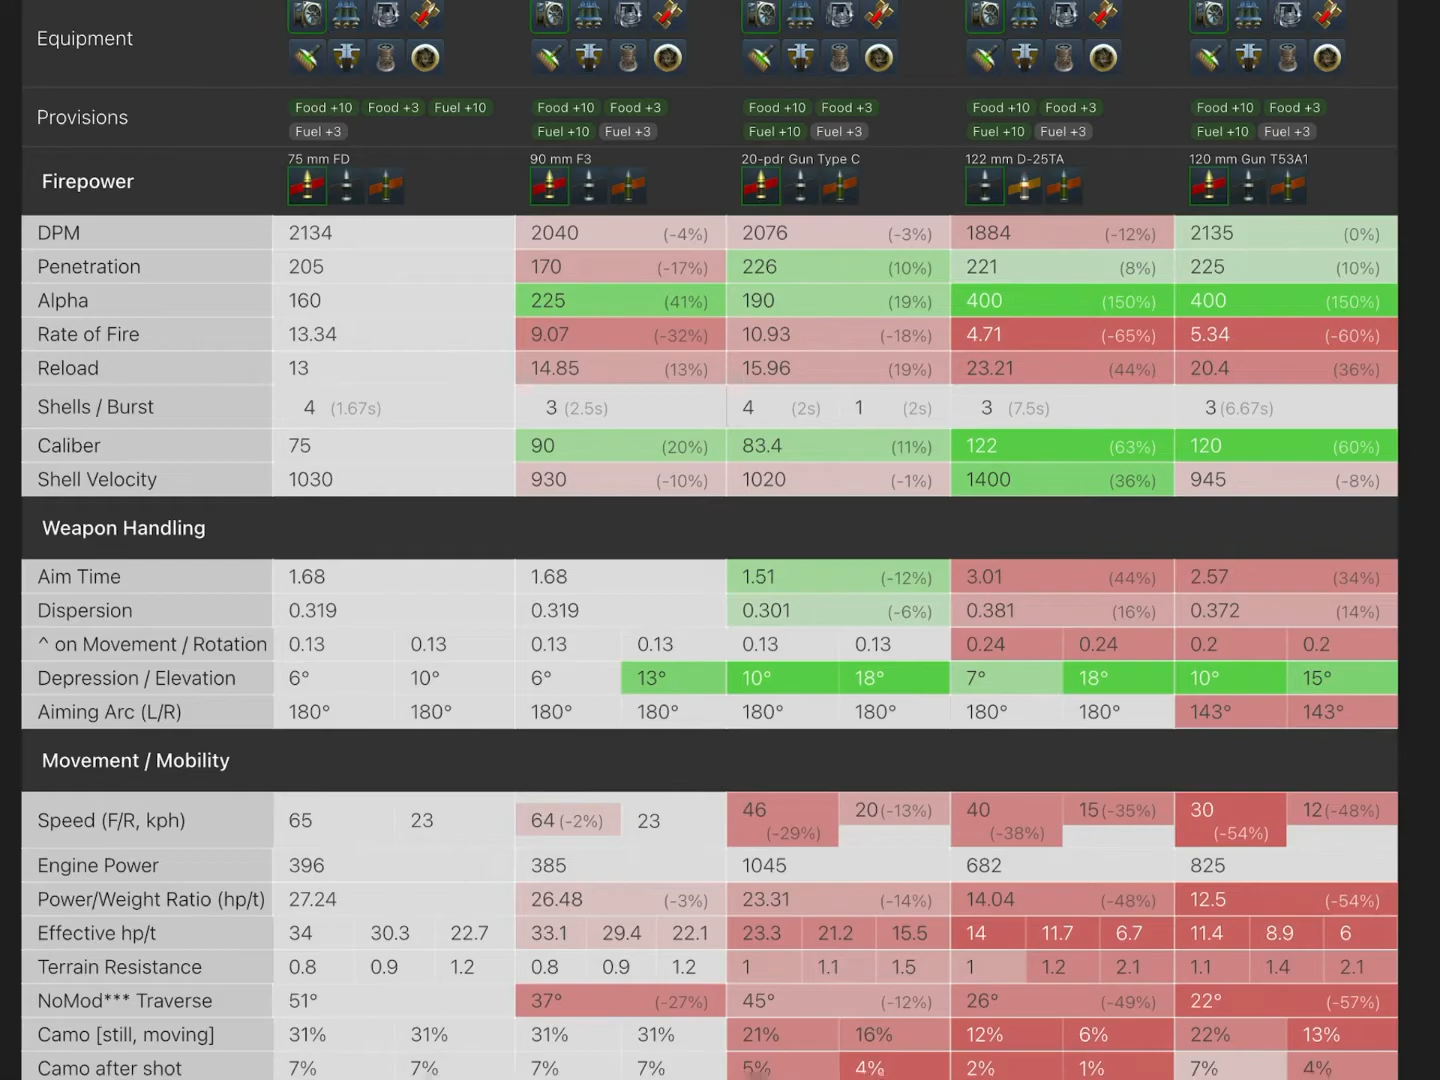 Equipment
Provisions
Food +10 Food +3 Fuel +10
Fuel +3
Food +10 Food +3
Fuel +10 Fuel +3
Food +10 Food +3
Fuel +10 Fuel +3
Food +10 Food +3
Fuel +10 Fuel +3
Food +10 Food +3
Fuel +10 Fuel +3
Firepower 75 mm FD 90 mm F3 20-pdr Gun Type C 122 mm D-25TA 120 mm Gun T53A1
DPM 2134 2040 (-4%) 2076 (-3%) 1884 (-12%) 2135 (0%)
Penetration 205 170 (-17%) 226 (10%) 221 (8%) 225 (10%)
Alpha 160 225 (41%) 190 (19%) 400 (150%) 400 (150%)
Rate of Fire 13.34 9.07 (-32%) 10.93 (-18%) 4.71 (-65%) 5.34 (-60%)
Reload 13 14.85 (13%) 15.96 (19%) 23.21 (44%) 20.4 (36%)
Shells / Burst 4 (1.67s) 3 (2.5s) 4 (2s) 1 (2s) 3 (7.5s) 3 (6.67s)
Caliber 75 90 (20%) 83.4 (11%) 122 (63%) 120 (60%)
Shell Velocity 1030 930 (-10%) 1020 (-1%) 1400 (36%) 945 (-8%)
Weapon Handling
Aim Time 1.68 1.68 1.51 (-12%) 3.01 (44%) 2.57 (34%)
Dispersion 0.319 0.319 0.301 (-6%) 0.381 (16%) 0.372 (14%)
^ on Movement / Rotation 0.13 0.13 0.13 0.13 0.13 0.13 0.24 0.24 0.2 0.2
Depression / Elevation 6° 10° 6° 13° 10° 18° 7° 18° 10° 15°
Aiming Arc (L/R) 180° 180° 180° 180° 180° 180° 180° 180° 143° 143°
Movement / Mobility
Speed (F/R, kph) 65 23 64 (-2%) 23 46 (-29%) 20 (-13%) 40 (-38%) 15 (-35%) 30 (-54%) 12 (-48%)
Engine Power 396 385 1045 682 825
Power/Weight Ratio (hp/t) 27.24 26.48 (-3%) 23.31 (-14%) 14.04 (-48%) 12.5 (-54%)
Effective hp/t 34 30.3 22.7 33.1 29.4 22.1 23.3 21.2 15.5 14 11.7 6.7 11.4 8.9 6
Terrain Resistance 0.8 0.9 1.2 0.8 0.9 1.2 1 1.1 1.5 1 1.2 2.1 1.1 1.4 2.1
NoMod*** Traverse 51° 37° (-27%) 45° (-12%) 26° (-49%) 22° (-57%)
Camo [still, moving] 31% 31% 31% 31% 21% 16% 12% 6% 22% 13%
Camo after shot 7% 7% 7% 7% 5% 4% 2% 1% 7% 4%